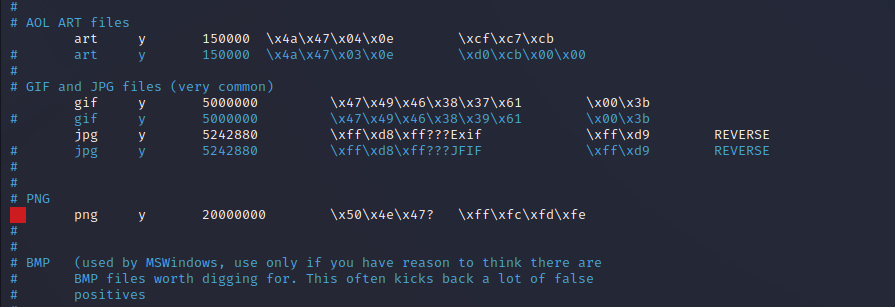 #
# AOL ART files
art y 150000 \x4a\x47\x04\x0e \xcf\xc7\xcb
# art y 150000 \x4a\x47\x03\x0e \xd0\xcb\x00\x00
#
# GIF and JPG files (very common)
gif y 5000000 \x47\x49\x46\x38\x37\x61 \x00\x3b
# gif y 5000000 \x47\x49\x46\x38\x39\x61 \x00\x3b
jpg y 5242880 \xff\xd8\xff???Exif \xff\xd9 REVERSE
# jpg y 5242880 \xff\xd8\xff???JFIF \xff\xd9 REVERSE
#
#
# PNG
png y 20000000 \x50\x4e\x47? \xff\xfc\xfd\xfe
#
#
# BMP (used by MSWindows, use only if you have reason to think there are
# BMP files worth digging for. This often kicks back a lot of false
# positives